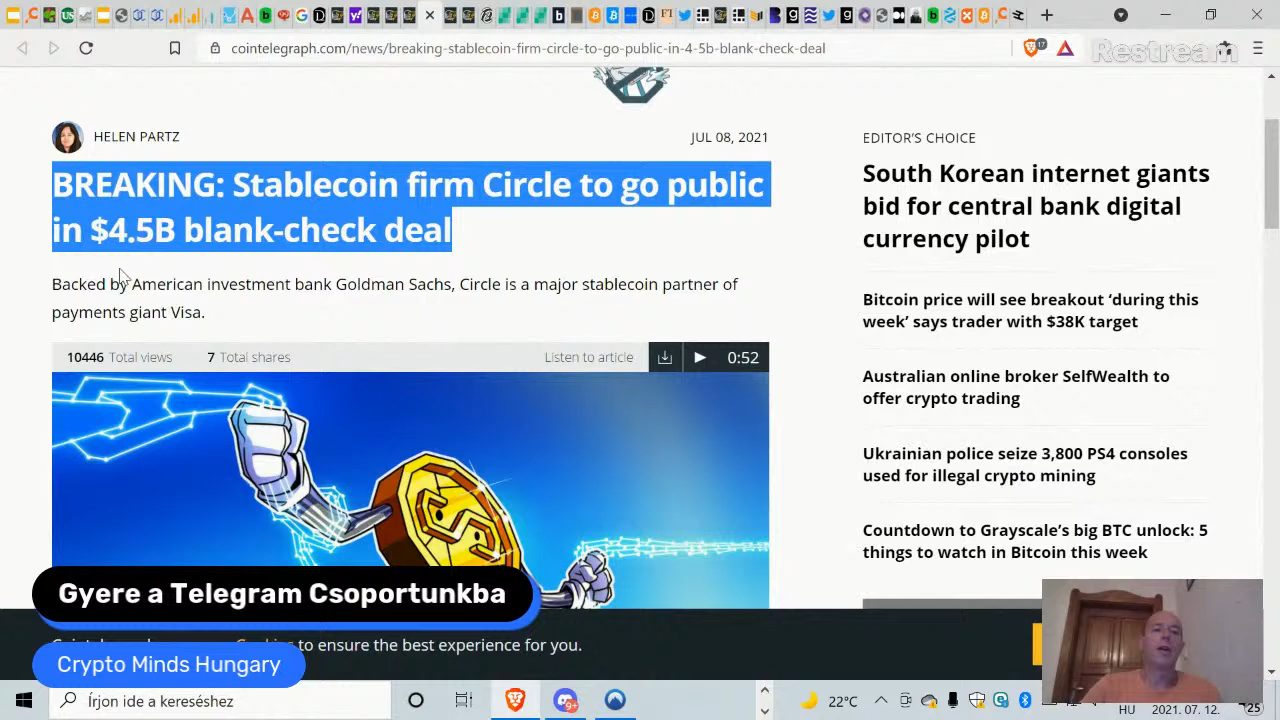 cointelegraph.com/news/breaking-stablecoin-firm-circle-to-go-public-in-4-5b-blank-check-deal
17
Restream
HELEN PARTZ
JUL 08, 2021
BREAKING: Stablecoin firm Circle to go public
in $4.5B blank-check deal
Backed by American investment bank Goldman Sachs, Circle is a major stablecoin partner of
payments giant Visa.
10446 Total views
7 Total shares
Listen to article
0:52
EDITOR'S CHOICE
South Korean internet giants
bid for central bank digital
currency pilot
Bitcoin price will see breakout ‘during this
week’ says trader with $38K target
Australian online broker SelfWealth to
offer crypto trading
Ukrainian police seize 3,800 PS4 consoles
used for illegal crypto mining
Countdown to Grayscale’s big BTC unlock: 5
things to watch in Bitcoin this week
Gyere a Telegram Csoportunkba
to ensure the best experience for you.
Crypto Minds Hungary
Írjon ide a kereséshez
9+
22°C
HU
2021. 07. 12.
25